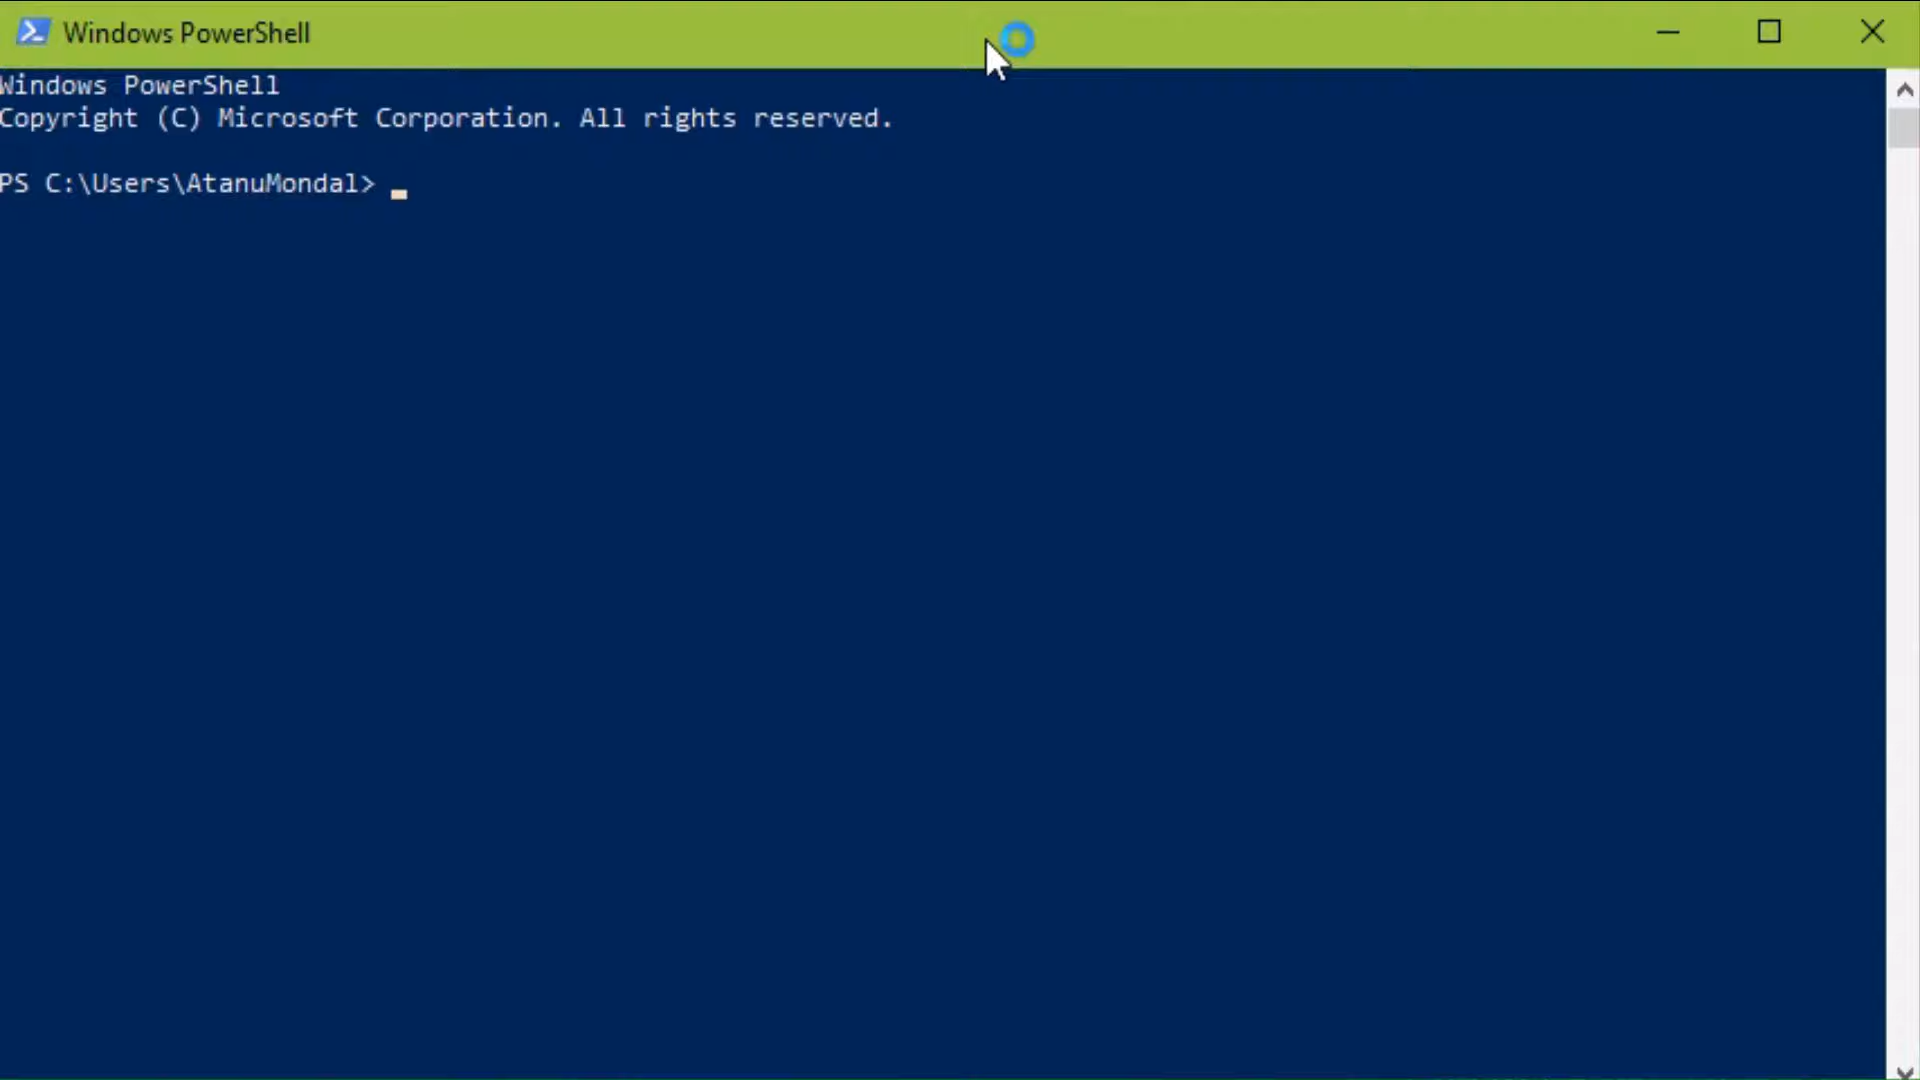 Windows PowerShell
Windows PowerShell
Copyright (C) Microsoft Corporation. All rights reserved.
PS C:\Users\AtanuMondal>